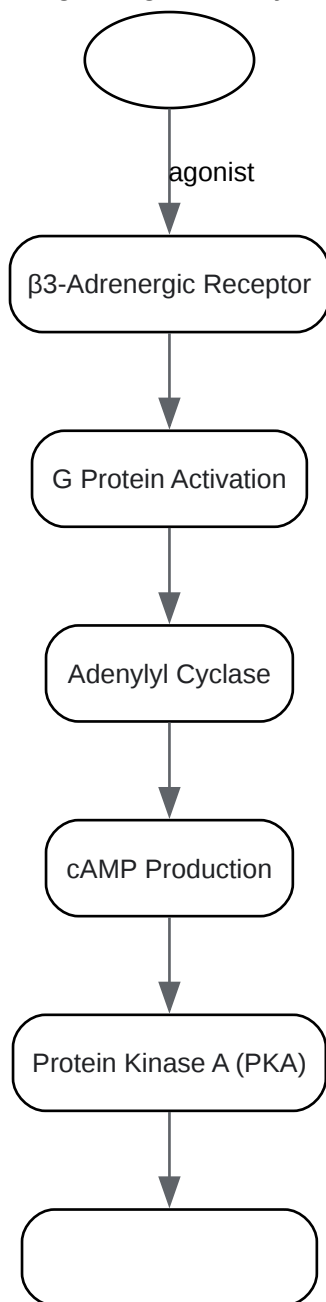 agonist
β3-Adrenergic Receptor
G Protein Activation
Adenylyl Cyclase
cAMP Production
Protein Kinase A (PKA)